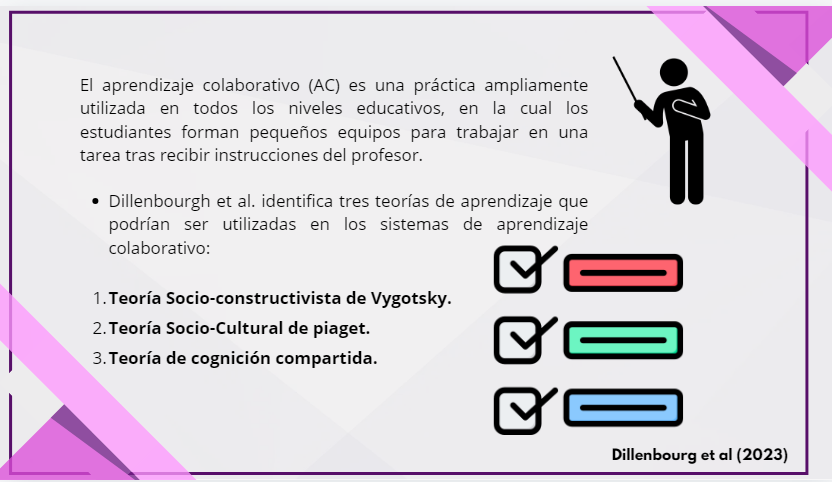 El aprendizaje colaborativo (AC) es una práctica ampliamente
utilizada en todos los niveles educativos, en la cual los
estudiantes forman pequeños equipos para trabajar en una
tarea tras recibir instrucciones del profesor.
• Dillenbourgh et al. identifica tres teorías de aprendizaje que
podrían ser utilizadas en los sistemas de aprendizaje
colaborativo:
1. Teoría Socio-constructivista de Vygotsky.
2. Teoría Socio-Cultural de piaget.
3. Teoría de cognición compartida.
Dillenbourg et al (2023)